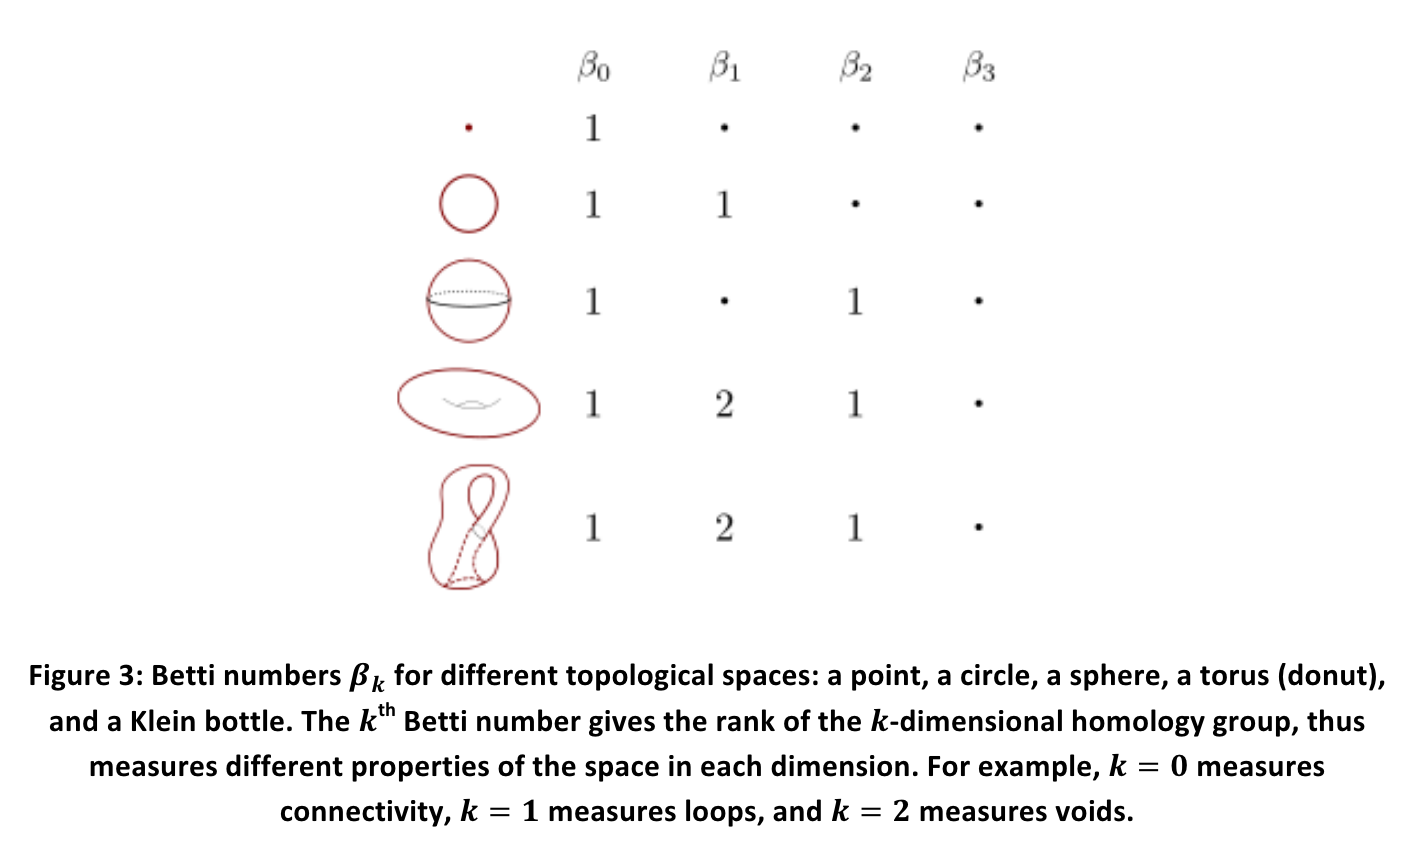 β₀ β₁ β₂ β₃
1 · · ·
1 1 · ·
1 · 1 ·
1 2 1 ·
1 2 1 ·
Figure 3: Betti numbers βₖ for different topological spaces: a point, a circle, a sphere, a torus (donut),
and a Klein bottle. The kᵗʰ Betti number gives the rank of the k-dimensional homology group, thus
measures different properties of the space in each dimension. For example, k = 0 measures
connectivity, k = 1 measures loops, and k = 2 measures voids.